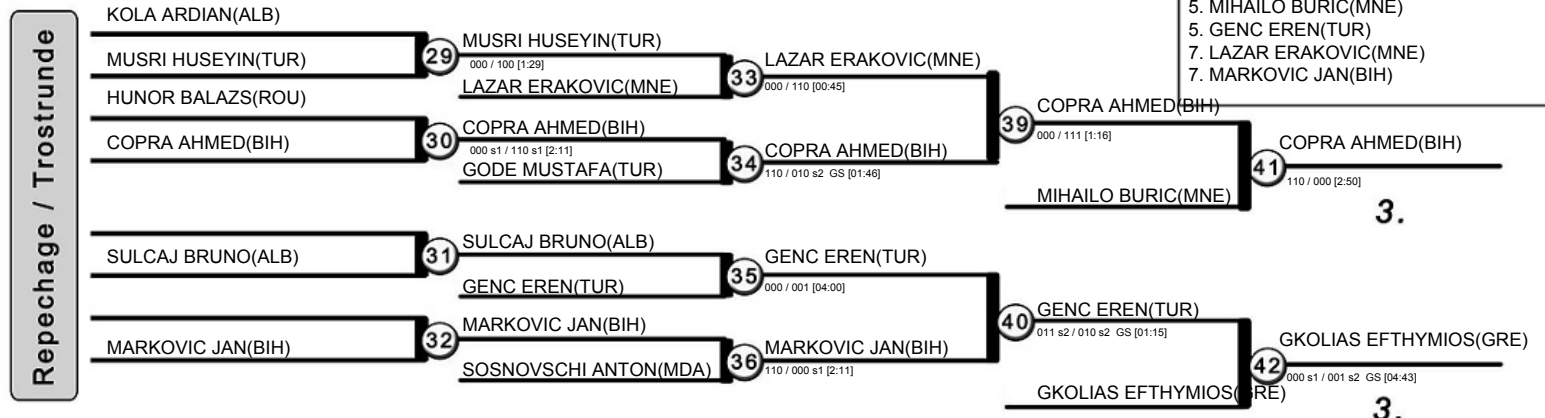 Repechage / Trostrunde
KOLA ARDIAN(ALB)
MUSRI HUSEYIN(TUR)
HUNOR BALAZS(ROU)
COPRA AHMED(BIH)
SULCAJ BRUNO(ALB)
MARKOVIC JAN(BIH)
29
MUSRI HUSEYIN(TUR)
000 / 100 [1:29]
LAZAR ERAKOVIC(MNE)
30
COPRA AHMED(BIH)
000 s1 / 110 s1 [2:11]
GODE MUSTAFA(TUR)
31
SULCAJ BRUNO(ALB)
GENC EREN(TUR)
32
MARKOVIC JAN(BIH)
SOSNOVSCHI ANTON(MDA)
33
LAZAR ERAKOVIC(MNE)
000 / 110 [00:45]
34
COPRA AHMED(BIH)
110 / 010 s2 GS [01:46]
35
GENC EREN(TUR)
000 / 001 [04:00]
36
MARKOVIC JAN(BIH)
110 / 000 s1 [2:11]
39
COPRA AHMED(BIH)
000 / 111 [1:16]
MIHAILO BURIC(MNE)
40
GENC EREN(TUR)
011 s2 / 010 s2 GS [01:15]
GKOLIAS EFTHYMIOS(GRE)
41
COPRA AHMED(BIH)
110 / 000 [2:50]
3.
42
GKOLIAS EFTHYMIOS(GRE)
000 s1 / 001 s2 GS [04:43]
3.
5. MIHAILO BURIC(MNE)
5. GENC EREN(TUR)
7. LAZAR ERAKOVIC(MNE)
7. MARKOVIC JAN(BIH)